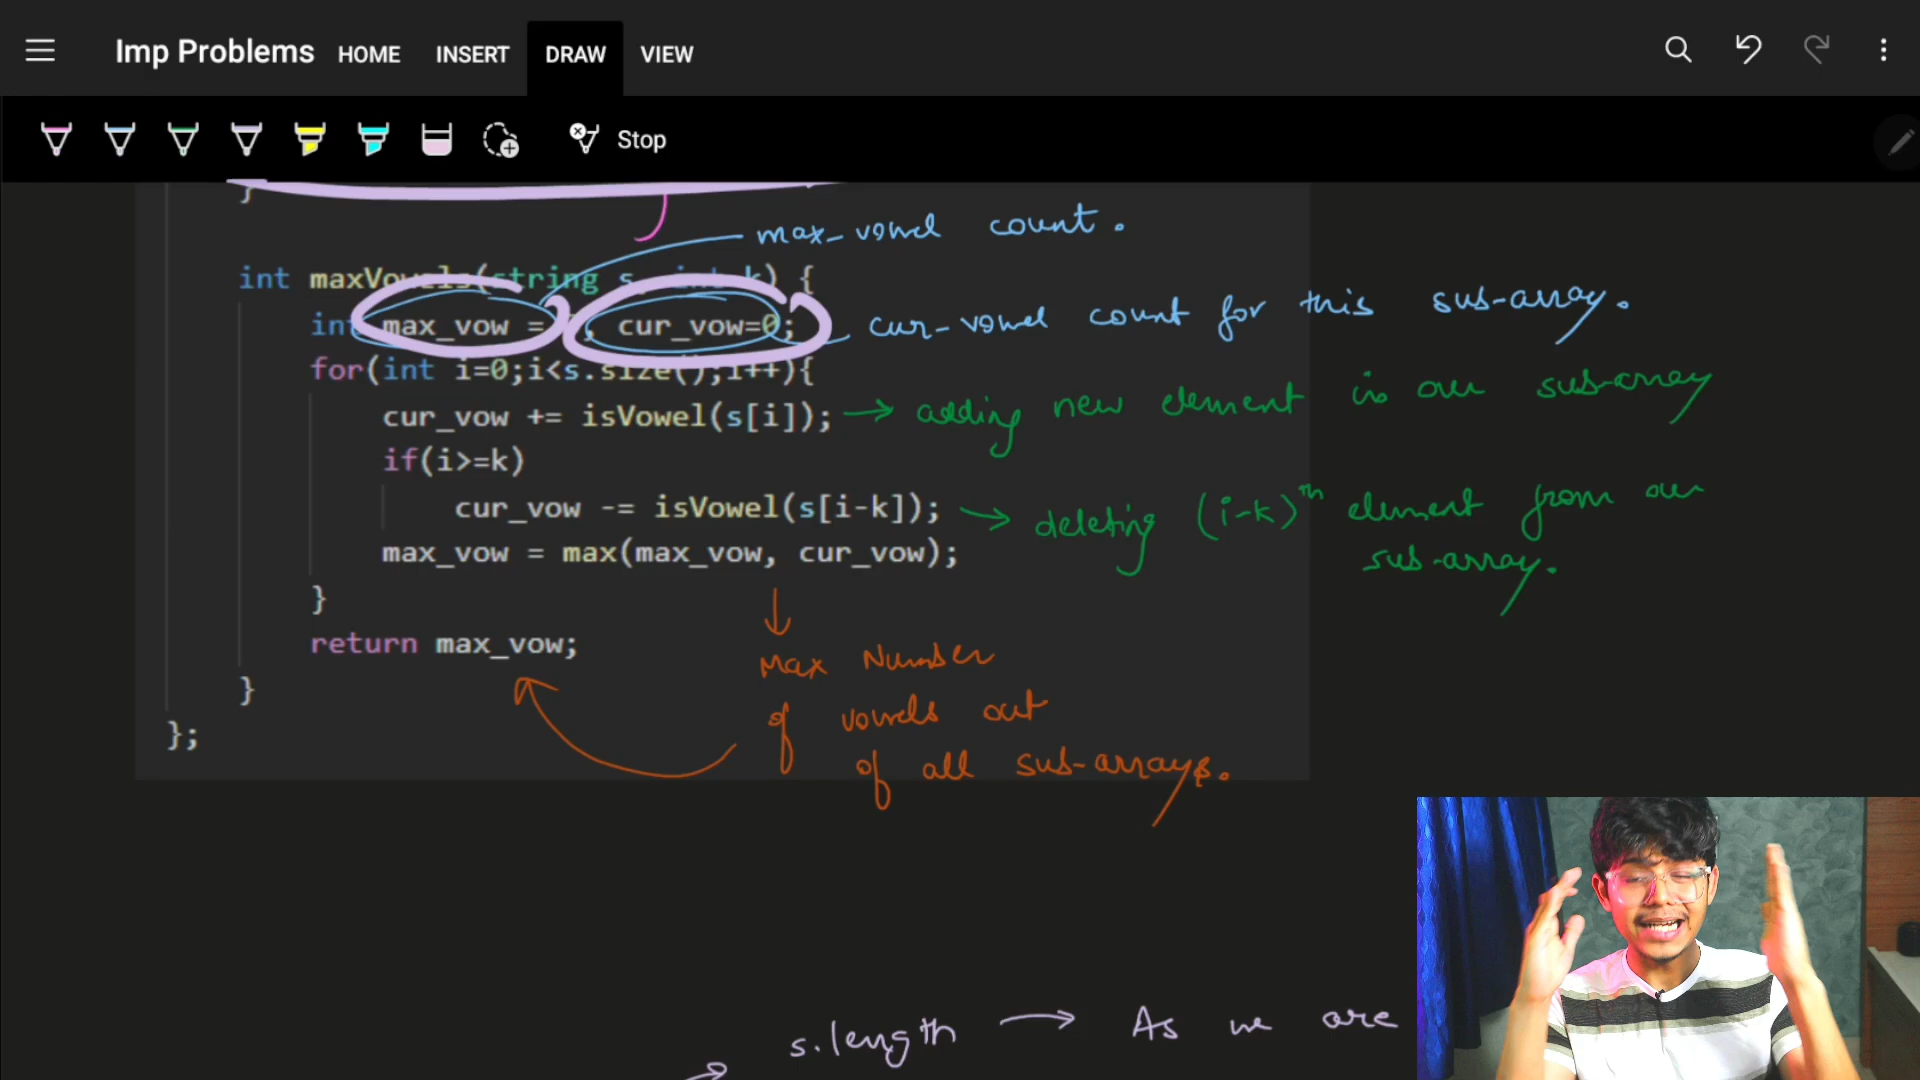 Imp Problems HOME INSERT DRAW VIEW
Stop
}
max_vowel count.
int maxVowels(string s, int k) {
int max_vow = , cur_vow=0;
cur-vowel count for this sub-array.
for(int i=0;i<s.size();i++){
cur_vow += isVowel(s[i]);
adding new element in our sub-array
if(i>=k)
cur_vow -= isVowel(s[i-k]);
deleting (i-k)th element from our
sub-array.
max_vow = max(max_vow, cur_vow);
}
return max_vow;
Max Number
of vowels out
of all sub-arrays.
}
};
s.length → As we are